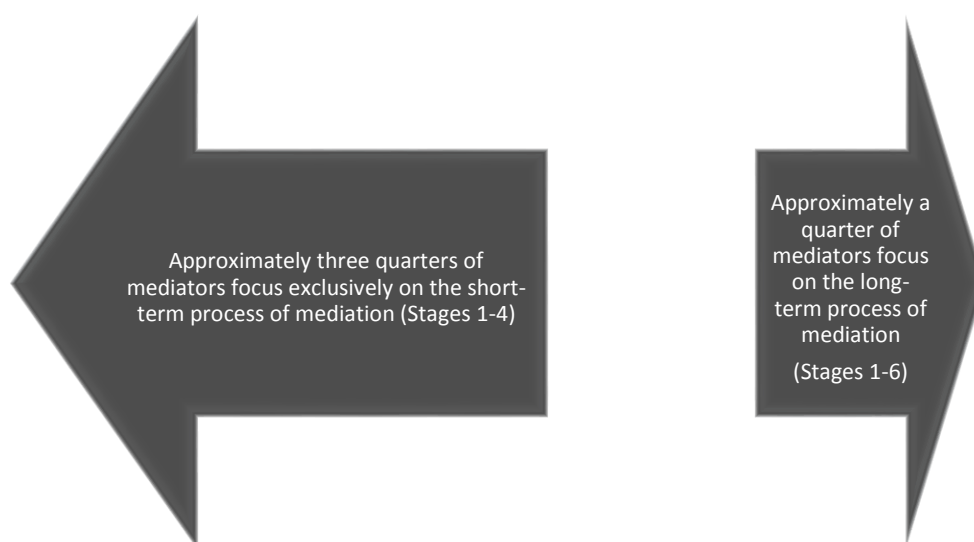 Approximately three quarters of
mediators focus exclusively on the short-
term process of mediation (Stages 1-4)
Approximately a
quarter of
mediators focus
on the long-
term process of
mediation
(Stages 1-6)